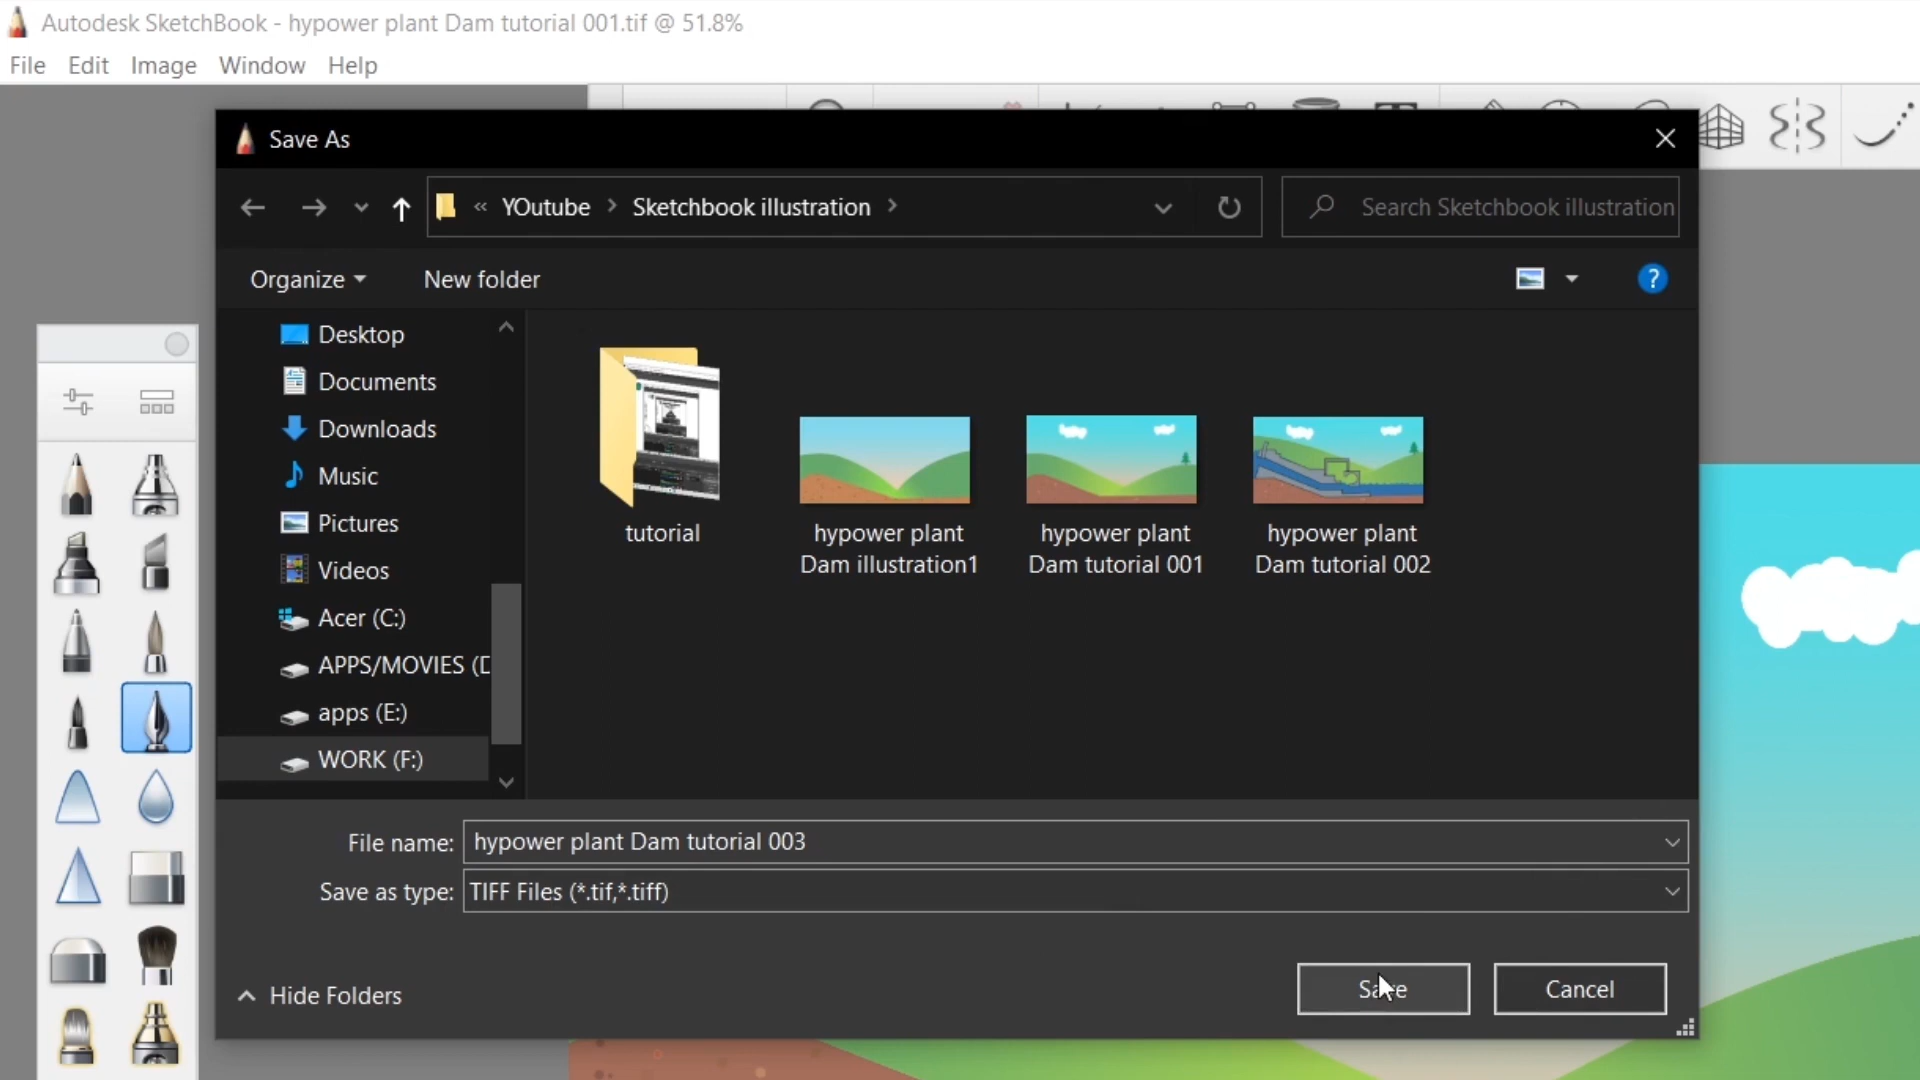 Autodesk SketchBook - hypower plant Dam tutorial 001.tif @ 51.8%
File Edit Image Window Help
Save As
« YOutube > Sketchbook illustration >
Search Sketchbook illustration
Organize New folder
?
Desktop
Documents
Downloads
Music
Pictures
Videos
Acer (C:)
APPS/MOVIES (D
apps (E:)
WORK (F:)
tutorial
hypower plant
Dam illustration1
hypower plant
Dam tutorial 001
hypower plant
Dam tutorial 002
File name: hypower plant Dam tutorial 003
Save as type: TIFF Files (*.tif,*.tiff)
Hide Folders
Save
Cancel